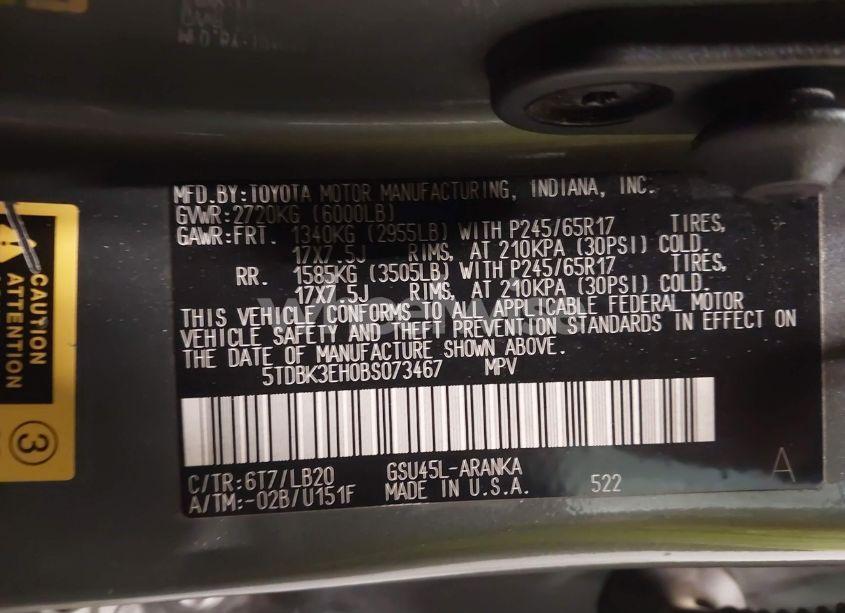 MFD.BY:TOYOTA MOTOR MANUFACTURING, INDIANA, INC.
GVWR:2720KG (6000LB)
GAWR:FRT. 1340KG (2955LB) WITH P245/65R17 TIRES,
17X7.5J RIMS, AT 210KPA (30PSI) COLD.
RR. 1585KG (3505LB) WITH P245/65R17 TIRES,
17X7.5J RIMS, AT 210KPA (30PSI) COLD.
THIS VEHICLE CONFORMS TO ALL APPLICABLE FEDERAL MOTOR
VEHICLE SAFETY AND THEFT PREVENTION STANDARDS IN EFFECT ON
THE DATE OF MANUFACTURE SHOWN ABOVE.
5TDBK3EH0BS073467 MPV
C/TR:6T7/LB20 GSU45L-ARANKA
A/TM:-02B/U151F MADE IN U.S.A. 522
A
CAUTION
ATTENTION
3